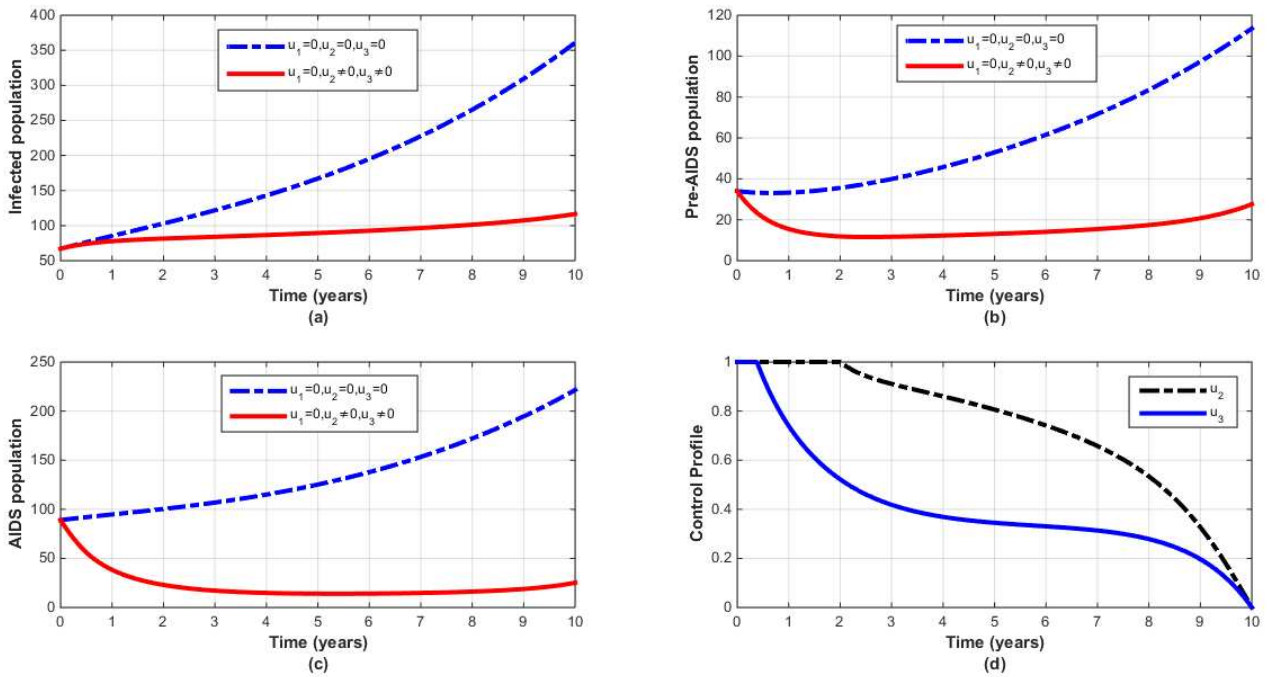 400
350
300
250
200
150
100
50
Infected population
u1=0,u2=0,u3=0
u1=0,u2≠0,u3≠0
0 1 2 3 4 5 6 7 8 9 10
Time (years)
(a)
120
100
80
60
40
20
0
Pre-AIDS population
u1=0,u2=0,u3=0
u1=0,u2≠0,u3≠0
0 1 2 3 4 5 6 7 8 9 10
Time (years)
(b)
250
200
150
100
50
0
AIDS population
u1=0,u2=0,u3=0
u1=0,u2≠0,u3≠0
0 1 2 3 4 5 6 7 8 9 10
Time (years)
(c)
1
0.8
0.6
0.4
0.2
0
Control Profile
u2
u3
0 1 2 3 4 5 6 7 8 9 10
Time (years)
(d)